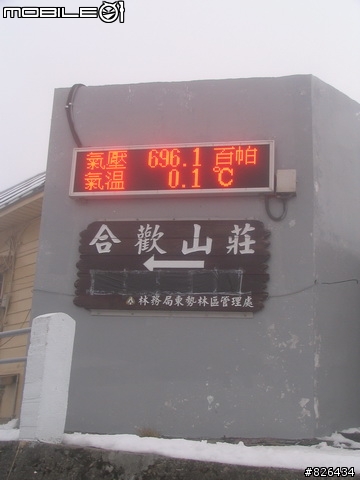 MOBILE01
氣壓 696.1 百帕
氣溫 0.1 ℃
合歡山莊
林務局東勢林區管理處
#826434